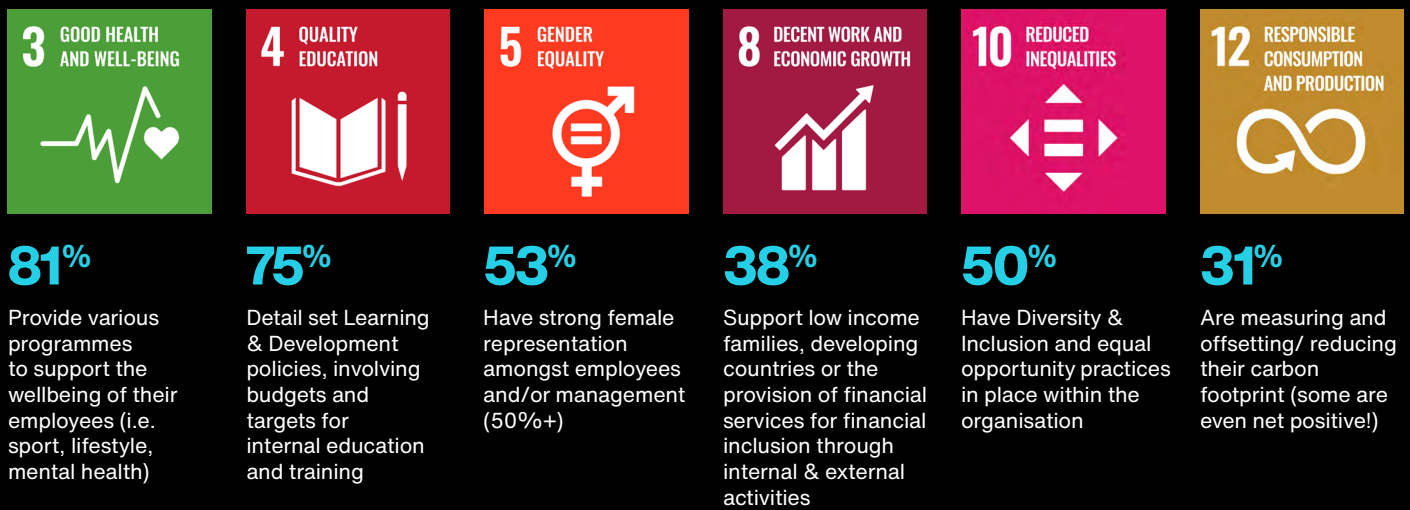 3 GOOD HEALTH
AND WELL-BEING
81%
Provide various
programmes
to support the
wellbeing of their
employees (i.e.
sport, lifestyle,
mental health)
4 QUALITY
EDUCATION
75%
Detail set Learning
& Development
policies, involving
budgets and
targets for
internal education
and training
5 GENDER
EQUALITY
53%
Have strong female
representation
amongst employees
and/or management
(50%+)
8 DECENT WORK AND
ECONOMIC GROWTH
38%
Support low income
families, developing
countries or the
provision of financial
services for financial
inclusion through
internal & external
activities
10 REDUCED
INEQUALITIES
50%
Have Diversity &
Inclusion and equal
opportunity practices
in place within the
organisation
12 RESPONSIBLE
CONSUMPTION
AND PRODUCTION
31%
Are measuring and
offsetting/ reducing
their carbon
footprint (some are
even net positive!)